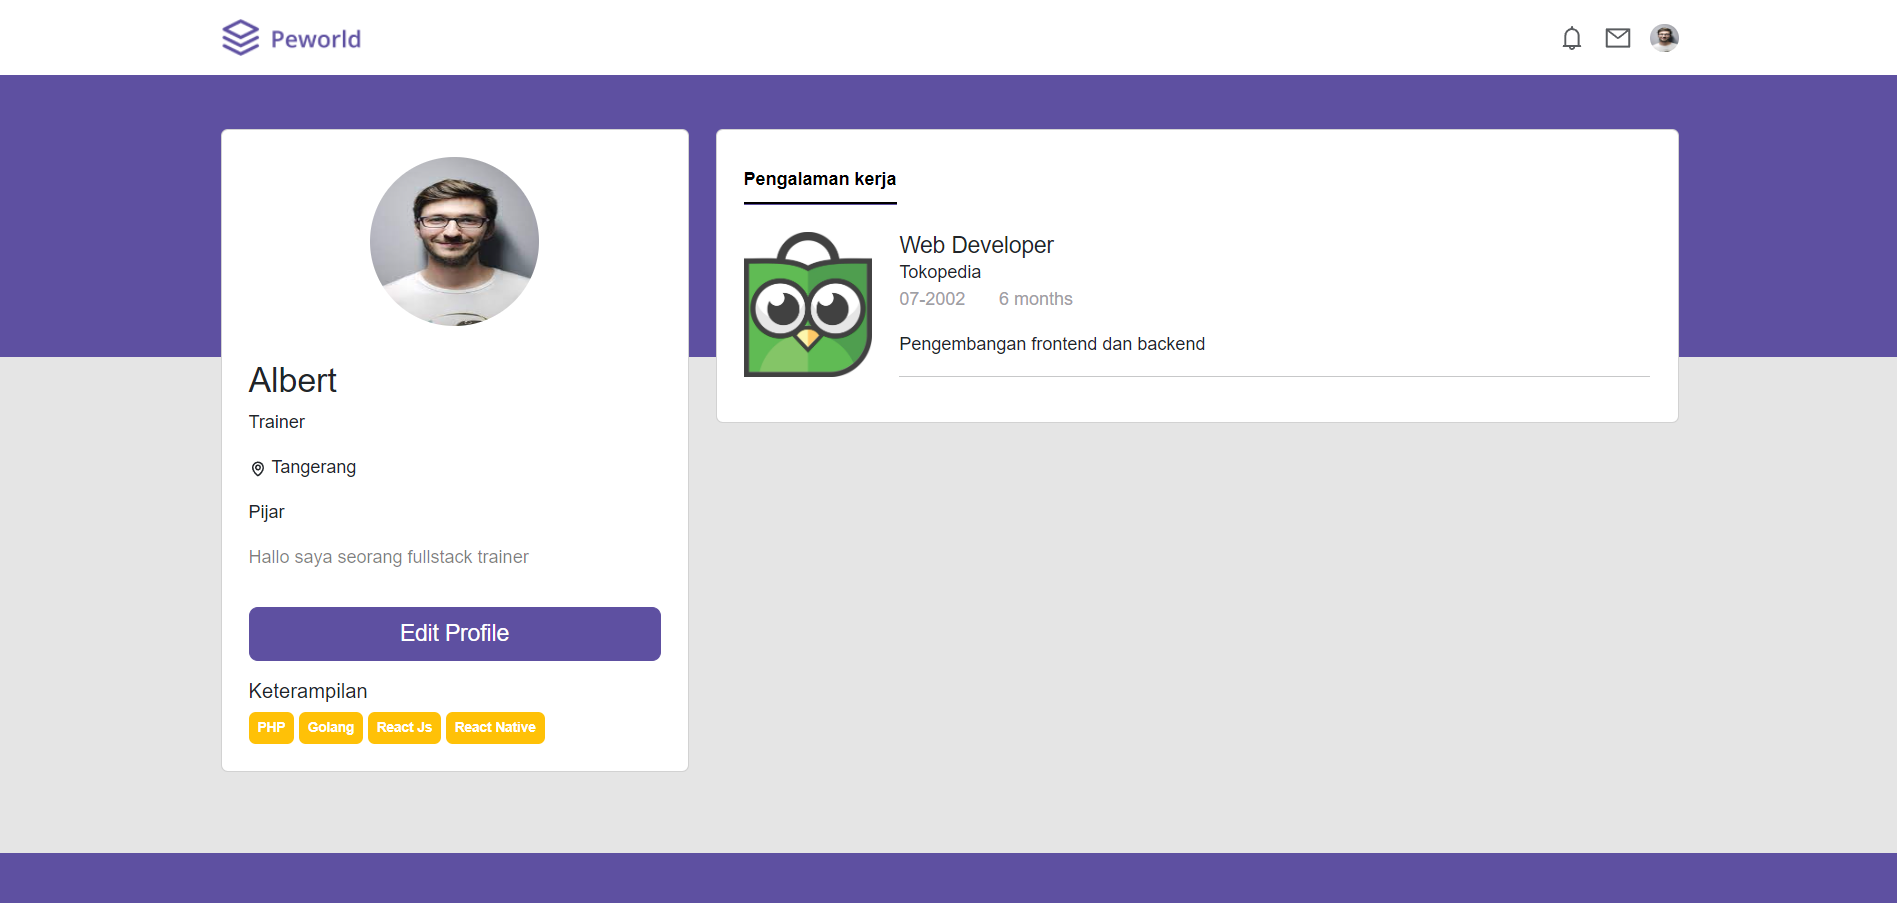 Peworld
Albert
Trainer
Tangerang
Pijar
Hallo saya seorang fullstack trainer
Edit Profile
Keterampilan
PHP Golang React Js React Native
Pengalaman kerja
Web Developer
Tokopedia
07-2002 6 months
Pengembangan frontend dan backend